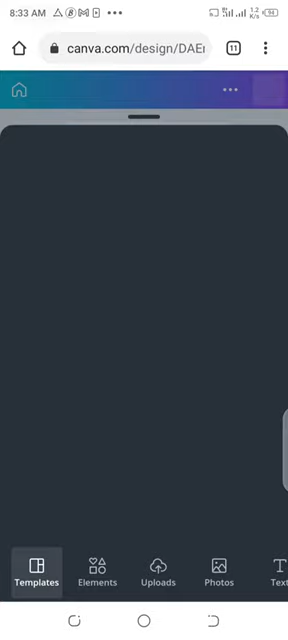 8:33 AM
canva.com/design/DAE
11
Templates
Elements
Uploads
Photos
Text